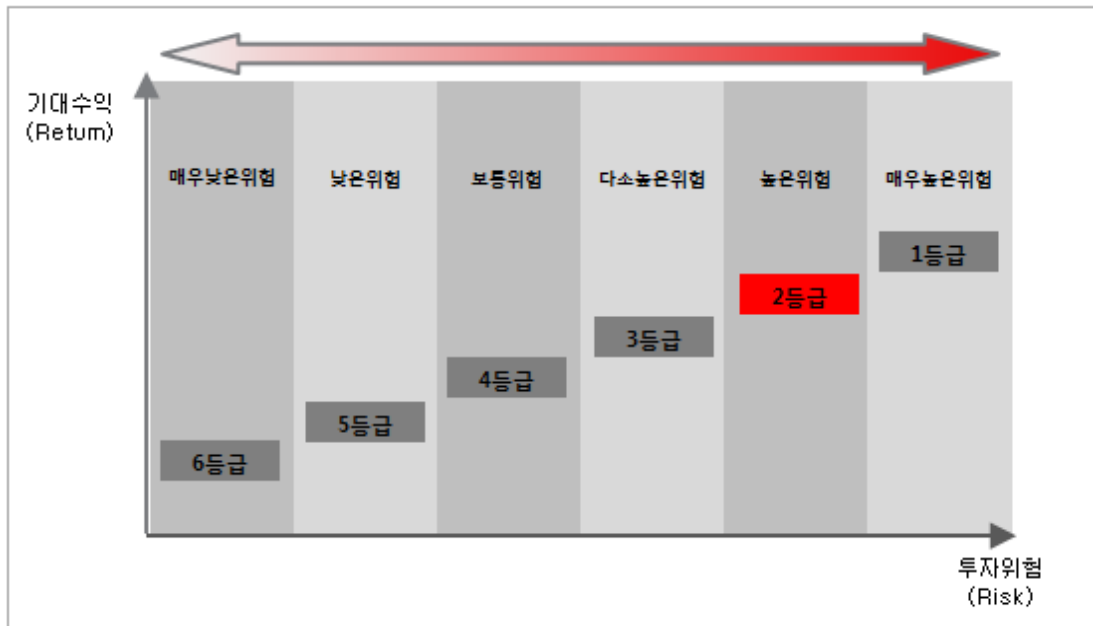 기대수익
(Retum)
매우낮은위험
낮은위험
보통위험
다소높은위험
높은위험
매우높은위험
1등급
2등급
3등급
4등급
5등급
6등급
투자위험
(Risk)